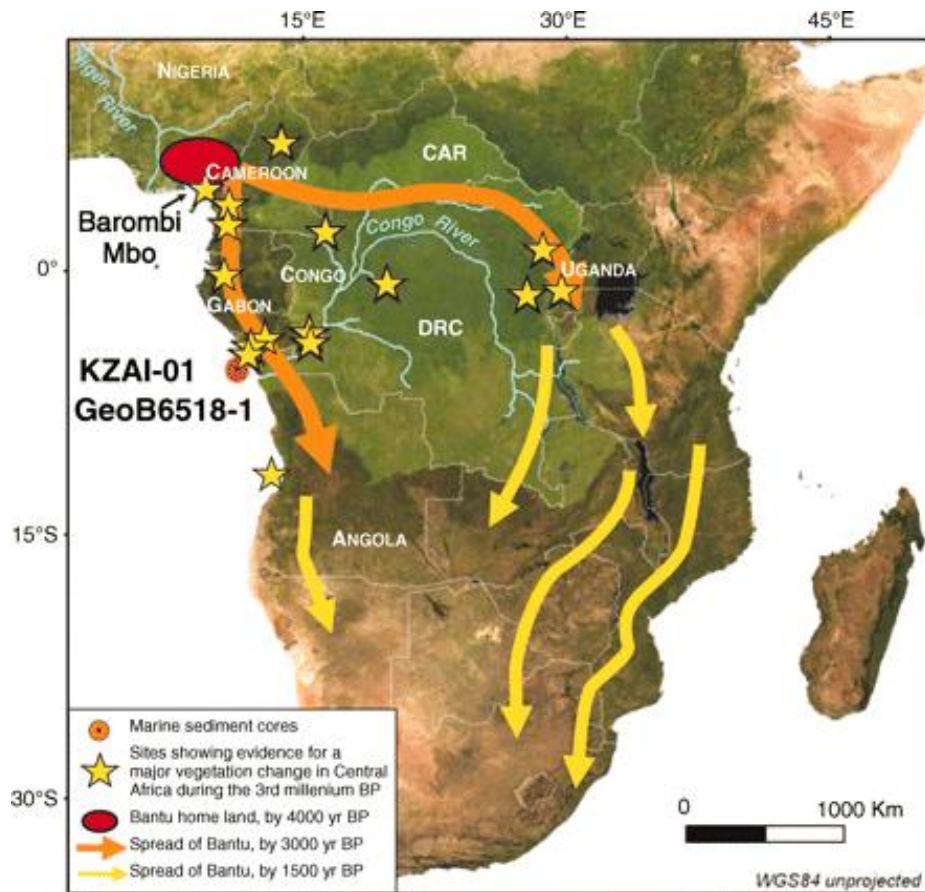 15°E 30°E 45°E
NIGERIA
Niger River
CAR
CAMEROON
Barombi
Mbo
Congo River
0°
CONGO
UGANDA
GABON
DRC
KZAI-01
GeoB6518-1
15°S
ANGOLA
Marine sediment cores
Sites showing evidence for a
major vegetation change in Central
Africa during the 3rd millenium BP
30°S
Bantu home land, by 4000 yr BP
Spread of Bantu, by 3000 yr BP
Spread of Bantu, by 1500 yr BP
0 1000 Km
WGS84 unprojected